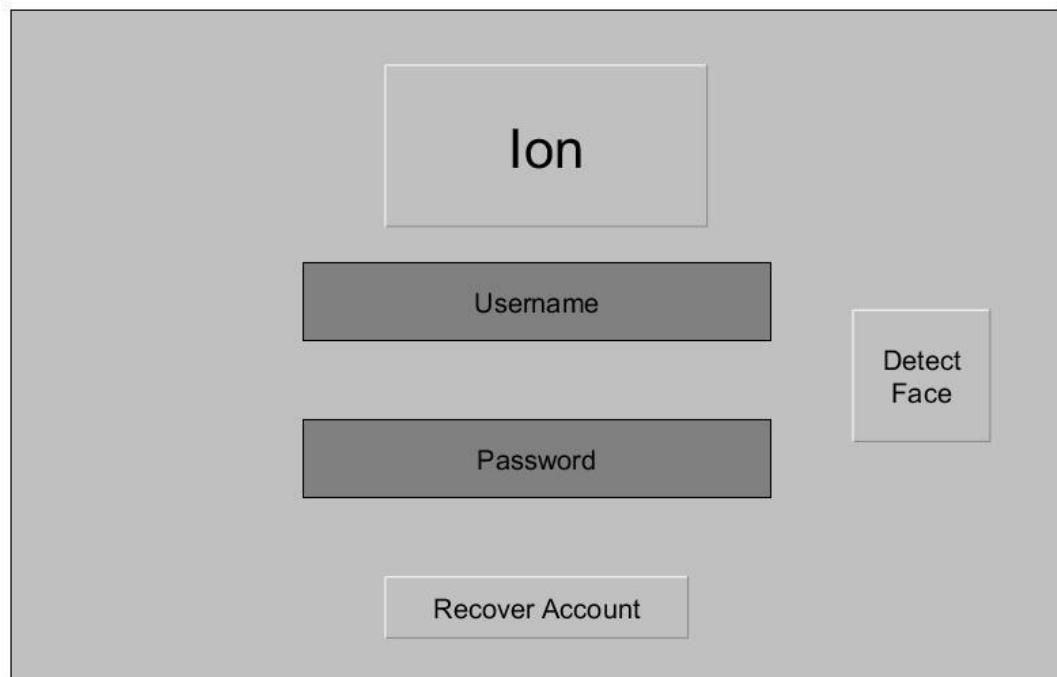 Ion
Username
Detect
Face
Password
Recover Account